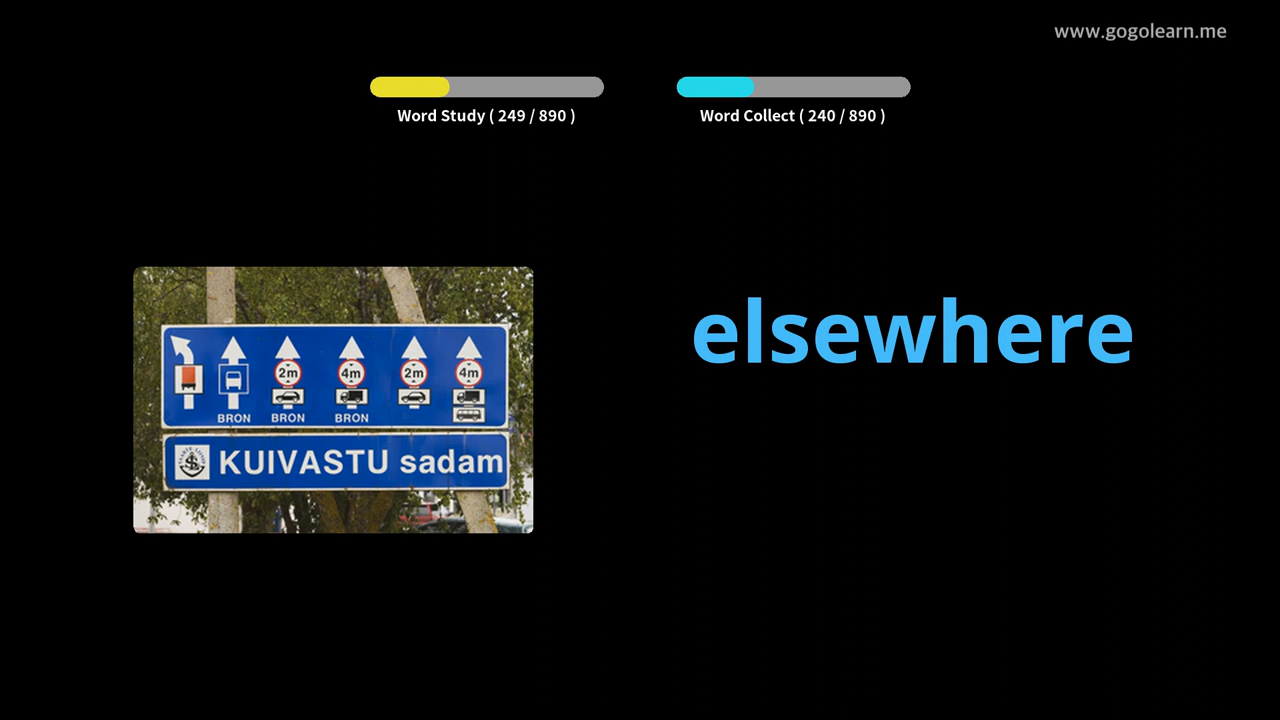 www.gogolearn.me
Word Study ( 249 / 890 )
Word Collect ( 240 / 890 )
elsewhere
2m 4m 2m 4m
BRON BRON BRON
KUIVASTU sadam